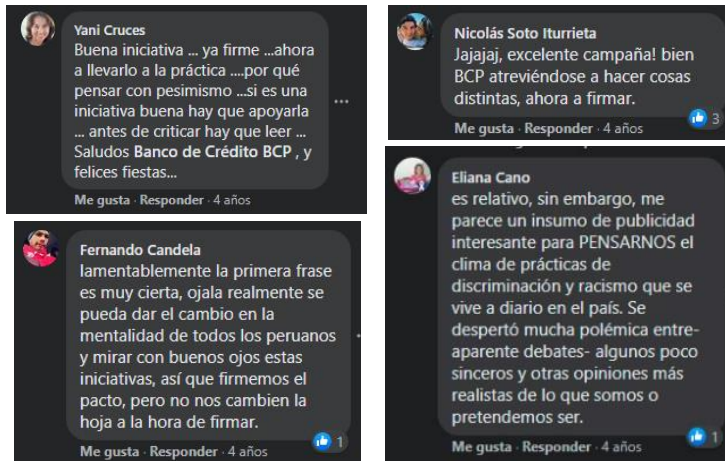 Yani Cruces
Buena iniciativa ... ya firme ...ahora
a llevarlo a la práctica ....por qué
pensar con pesimismo ...si es una
iniciativa buena hay que apoyarla
... antes de criticar hay que leer ...
Saludos Banco de Crédito BCP , y
felices fiestas...
Me gusta · Responder · 4 años
Fernando Candela
lamentablemente la primera frase
es muy cierta, ojala realmente se
pueda dar el cambio en la
mentalidad de todos los peruanos
y mirar con buenos ojos estas
iniciativas, así que firmemos el
pacto, pero no nos cambien la
hoja a la hora de firmar.
1
Me gusta · Responder · 4 años
Nicolás Soto Iturrieta
Jajajaj, excelente campaña! bien
BCP atreviéndose a hacer cosas
distintas, ahora a firmar.
3
Me gusta · Responder · 4 años
Eliana Cano
es relativo, sin embargo, me
parece un insumo de publicidad
interesante para PENSARNOS el
clima de prácticas de
discriminación y racismo que se
vive a diario en el país. Se
despertó mucha polémica entre-
aparente debates- algunos poco
sinceros y otras opiniones más
realistas de lo que somos o
pretendemos ser.
1
Me gusta · Responder · 4 años